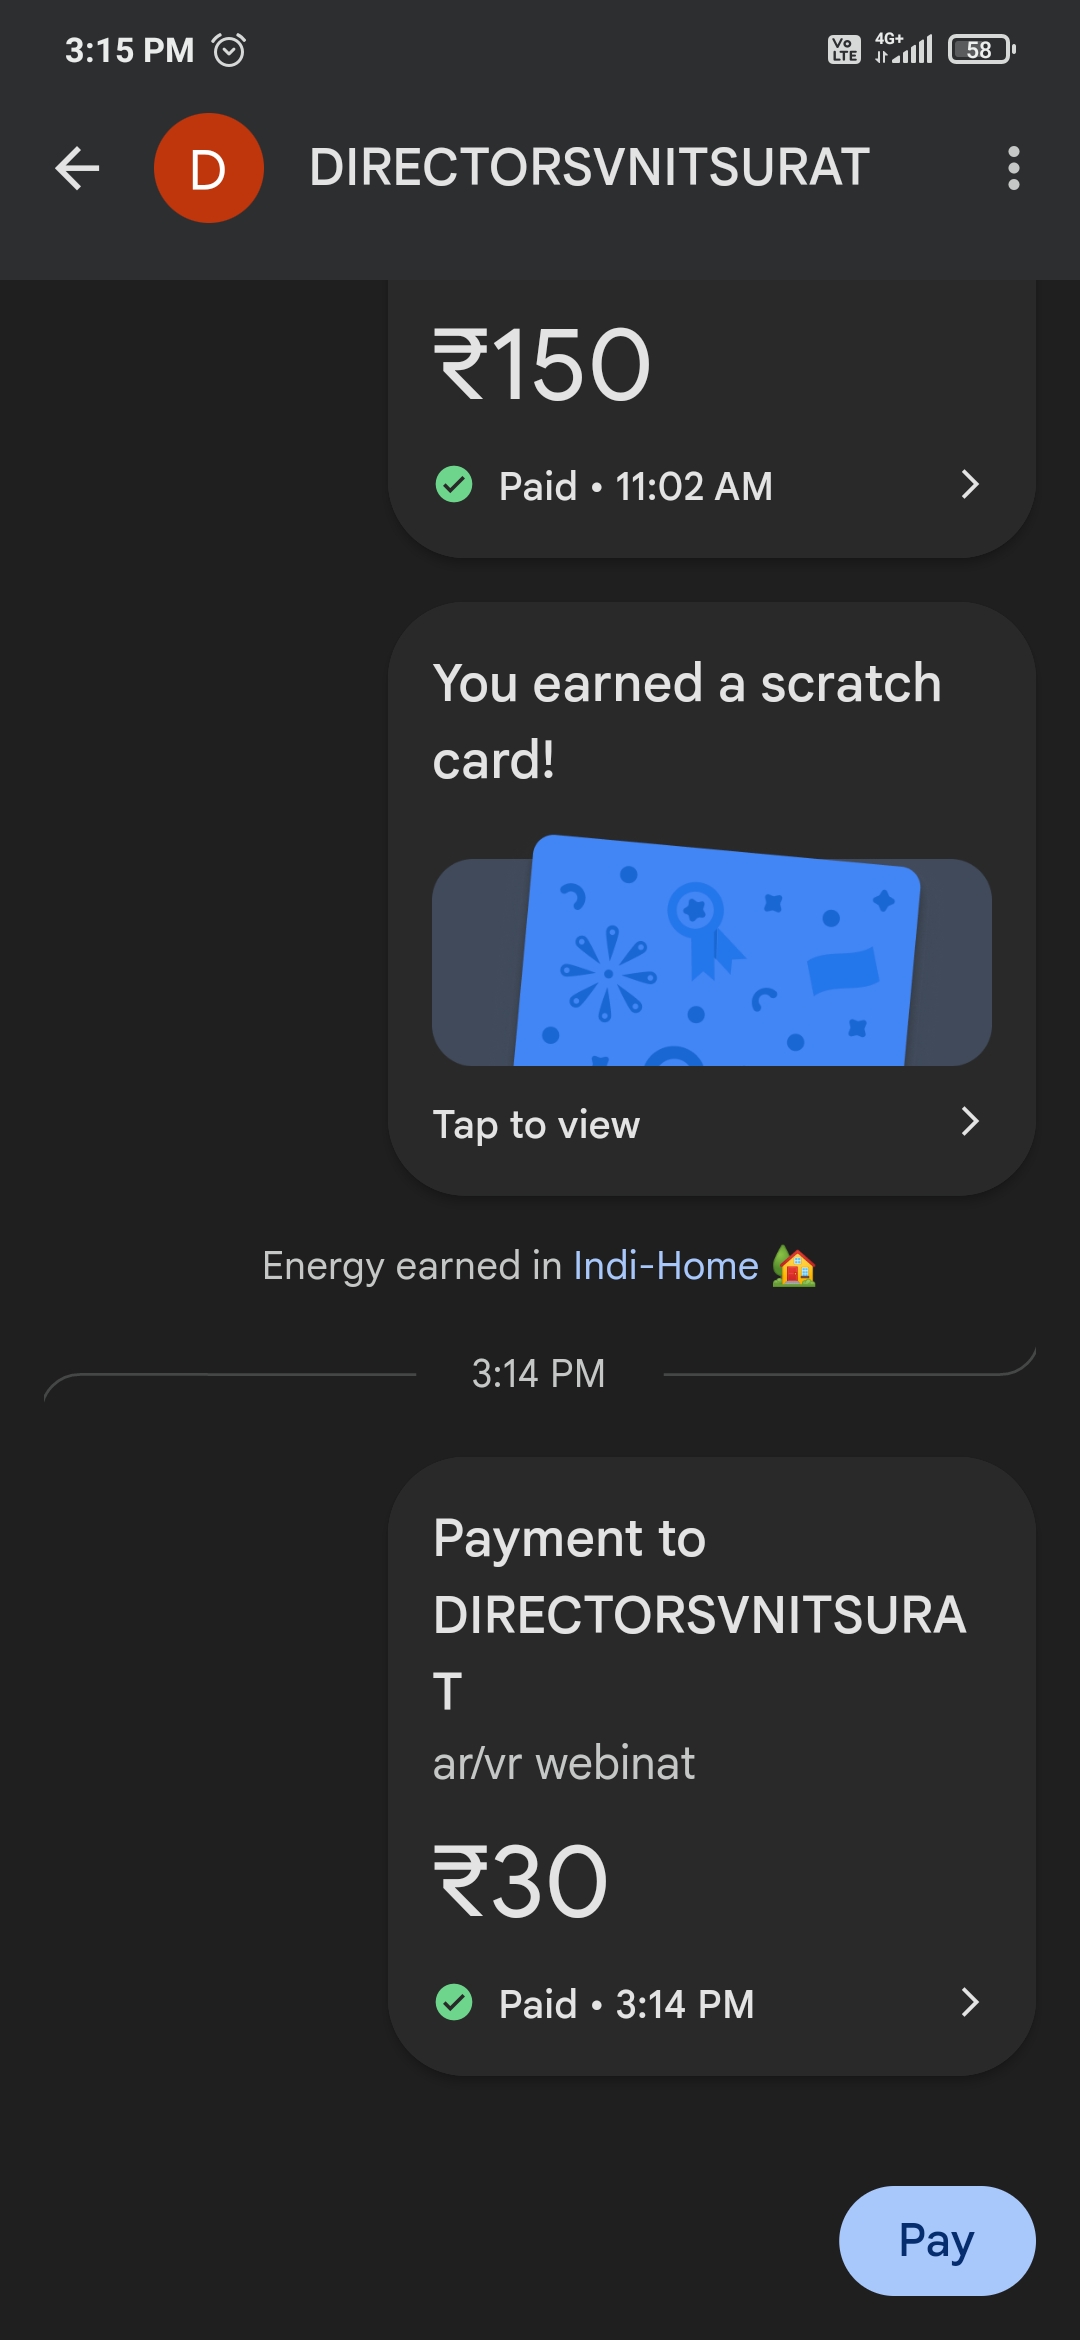 3:15 PM
Vo LTE 4G+ 58
D DIRECTORSVNITSURAT
₹150
Paid • 11:02 AM
You earned a scratch
card!
Tap to view
Energy earned in Indi-Home 🏡
3:14 PM
Payment to
DIRECTORSVNITSURA
T
ar/vr webinat
₹30
Paid • 3:14 PM
Pay